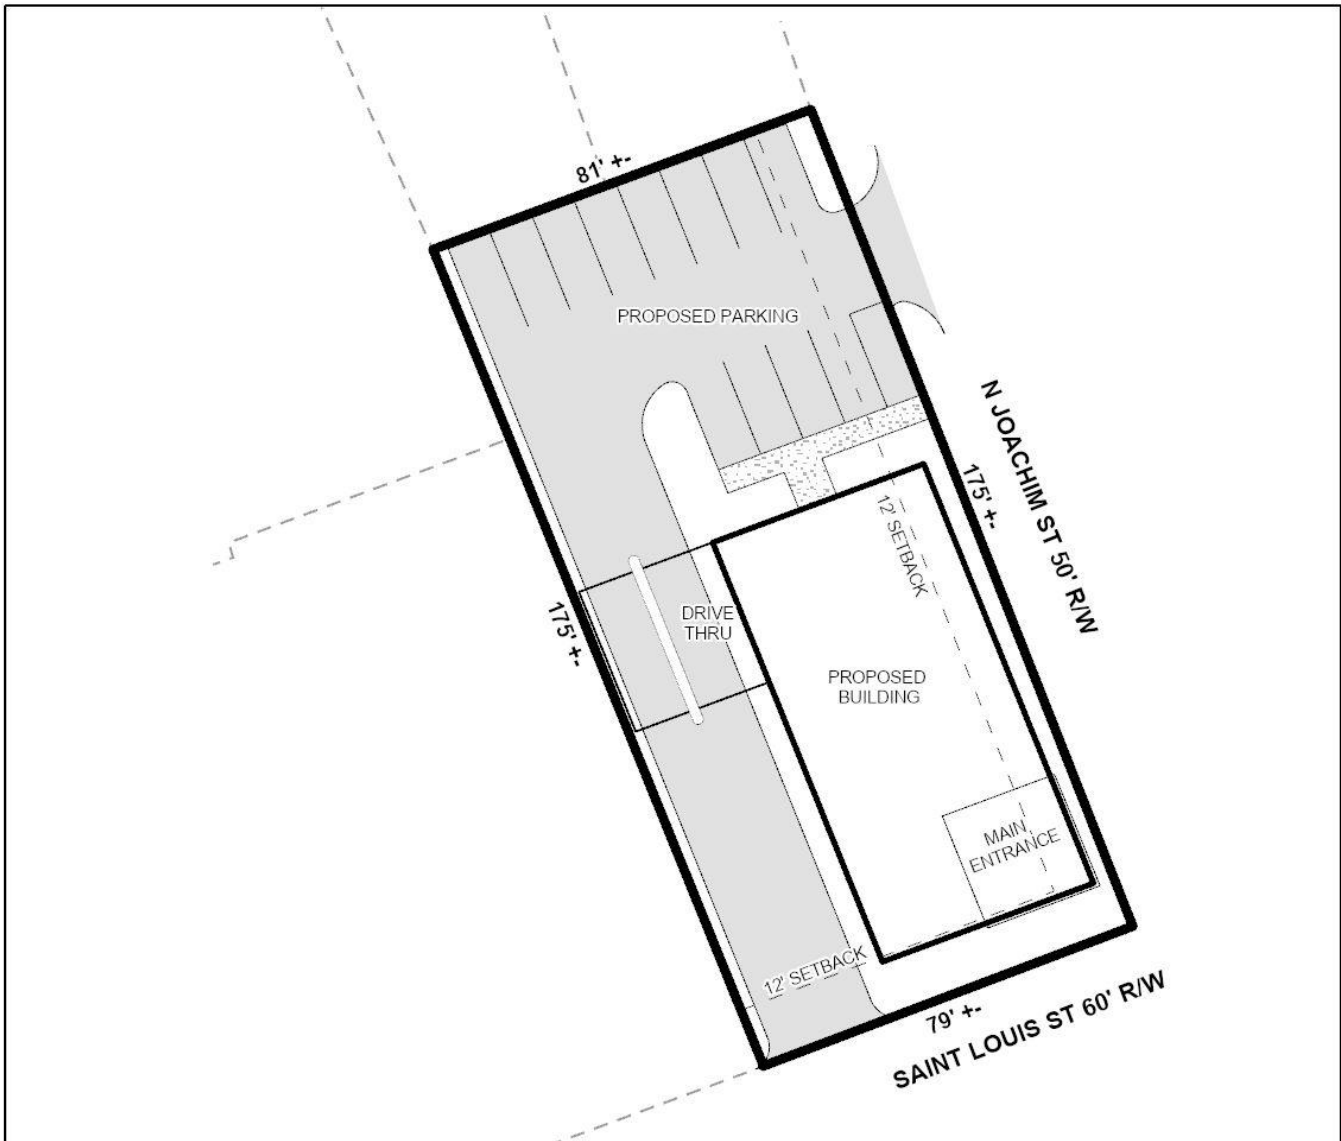 81' +-
PROPOSED PARKING
N JOACHIM ST 50' R/W
175' +-
12' SETBACK
175' +-
DRIVE
THRU
PROPOSED
BUILDING
MAIN
ENTRANCE
12' SETBACK
79' +-
SAINT LOUIS ST 60' R/W